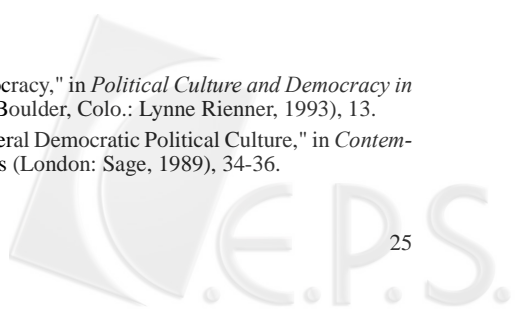 ocracy," in Political Culture and Democracy in
Boulder, Colo.: Lynne Rienner, 1993), 13.
eral Democratic Political Culture," in Contem-
s (London: Sage, 1989), 34-36.
25
C.E.P.S.